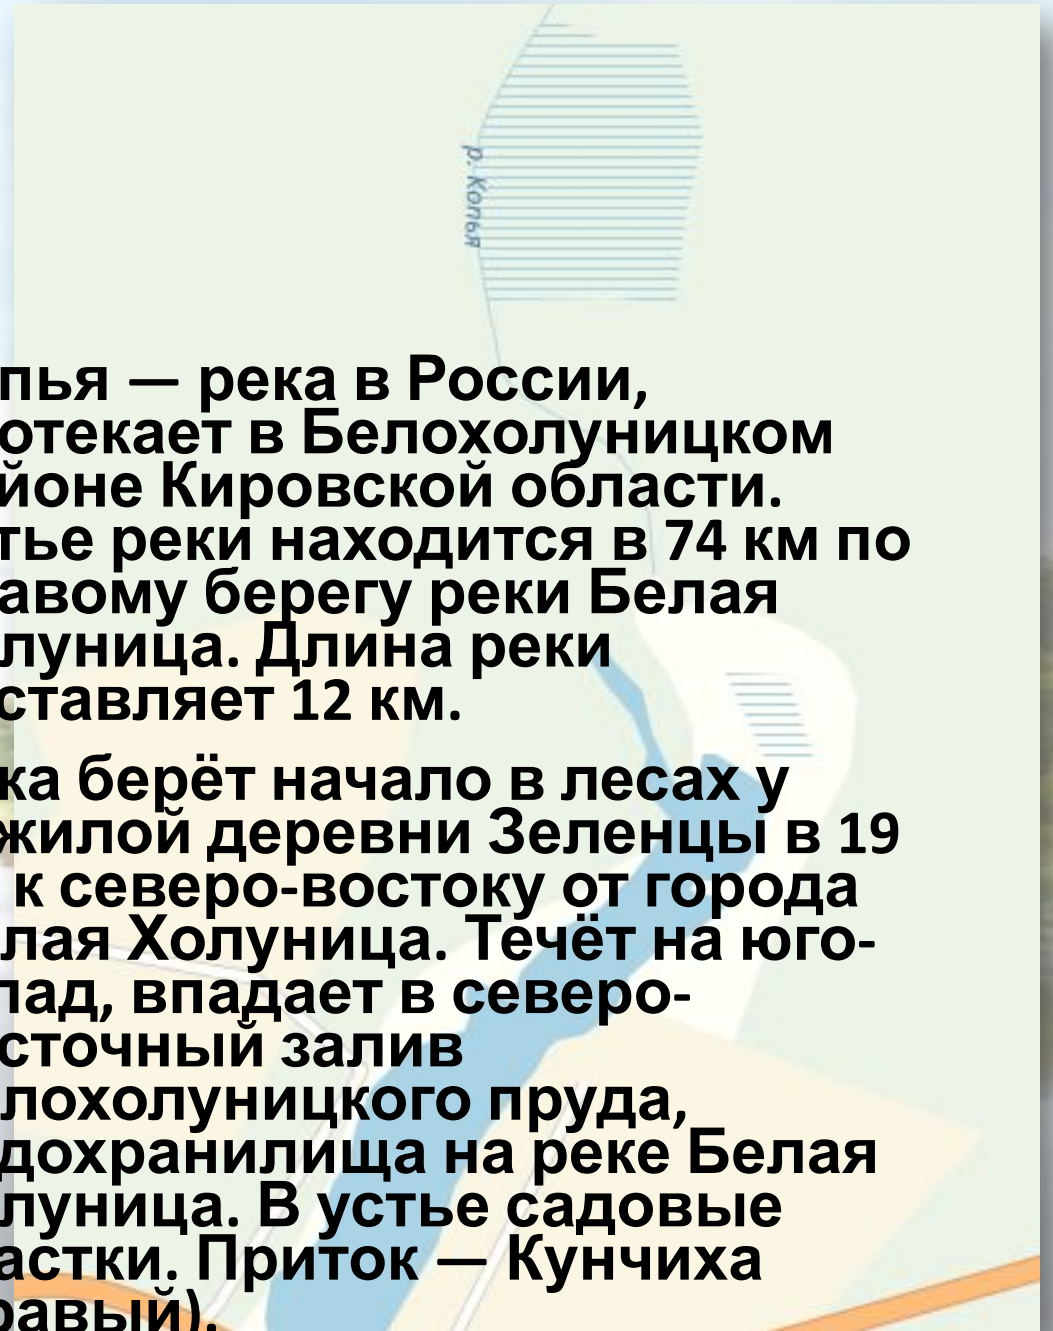 р. Копья
пья — река в России,
отекает в Белохолуницком
йоне Кировской области.
тье реки находится в 74 км по
авому берегу реки Белая
луница. Длина реки
ставляет 12 км.
ка берёт начало в лесах у
жилой деревни Зеленцы в 19
к северо-востоку от города
лая Холуница. Течёт на юго-
пад, впадает в северо-
сточный залив
лохолуницкого пруда,
дохранилища на реке Белая
луница. В устье садовые
астки. Приток — Кунчиха
равый).